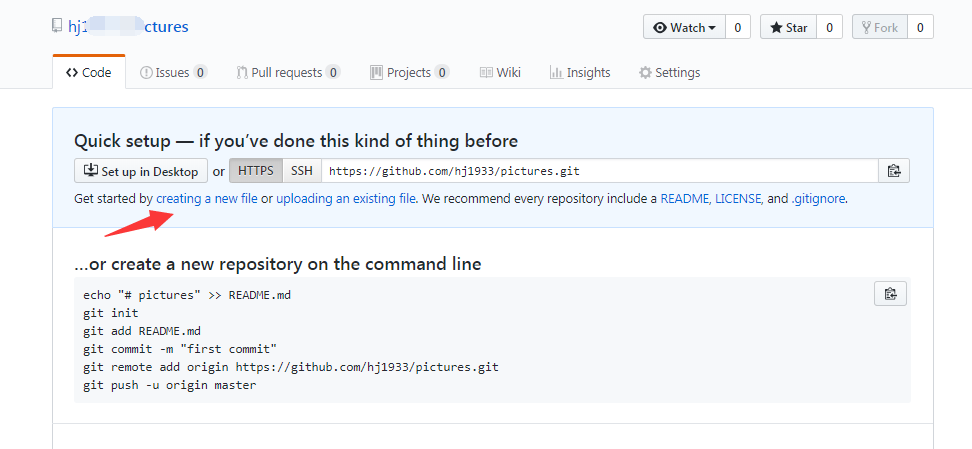 hj1 ctures
Watch 0 Star 0 Fork 0
Code Issues 0 Pull requests 0 Projects 0 Wiki Insights Settings
Quick setup — if you've done this kind of thing before
Set up in Desktop or HTTPS SSH https://github.com/hj1933/pictures.git
Get started by creating a new file or uploading an existing file. We recommend every repository include a README, LICENSE, and .gitignore.
...or create a new repository on the command line
echo "# pictures" >> README.md
git init
git add README.md
git commit -m "first commit"
git remote add origin https://github.com/hj1933/pictures.git
git push -u origin master